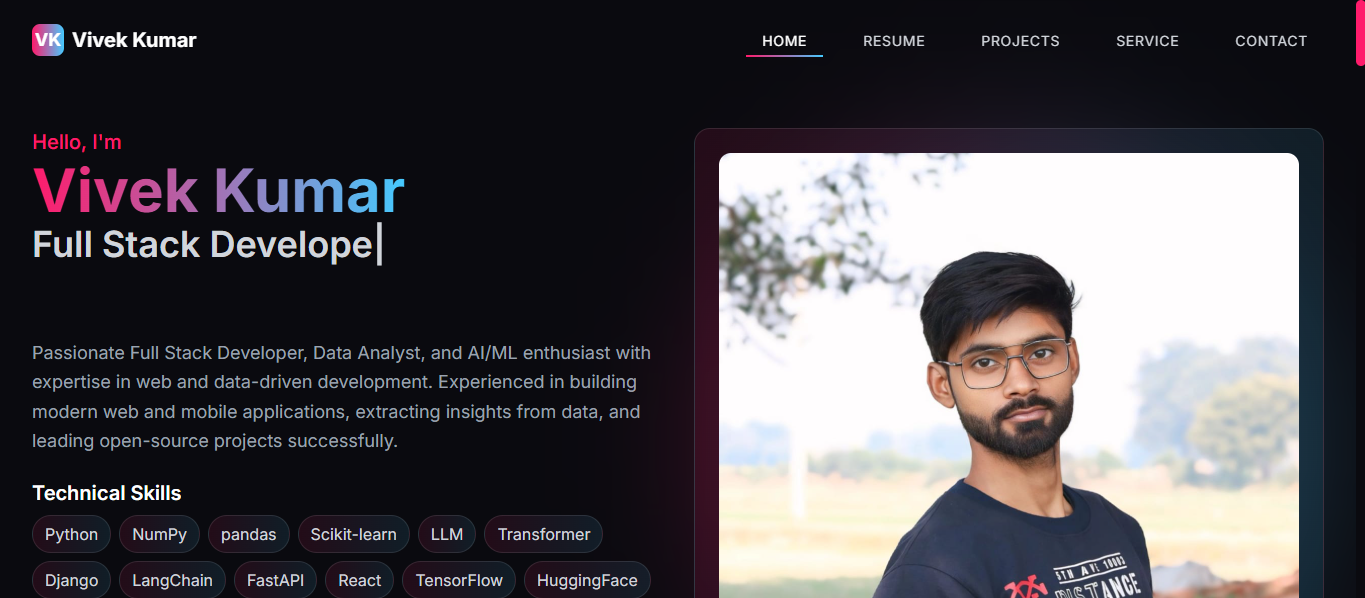 VK Vivek Kumar
HOME RESUME PROJECTS SERVICE CONTACT
Hello, I'm
Vivek Kumar
Full Stack Develope|
Passionate Full Stack Developer, Data Analyst, and AI/ML enthusiast with
expertise in web and data-driven development. Experienced in building
modern web and mobile applications, extracting insights from data, and
leading open-source projects successfully.
Technical Skills
Python NumPy pandas Scikit-learn LLM Transformer
Django LangChain FastAPI React TensorFlow HuggingFace
5TH AVE